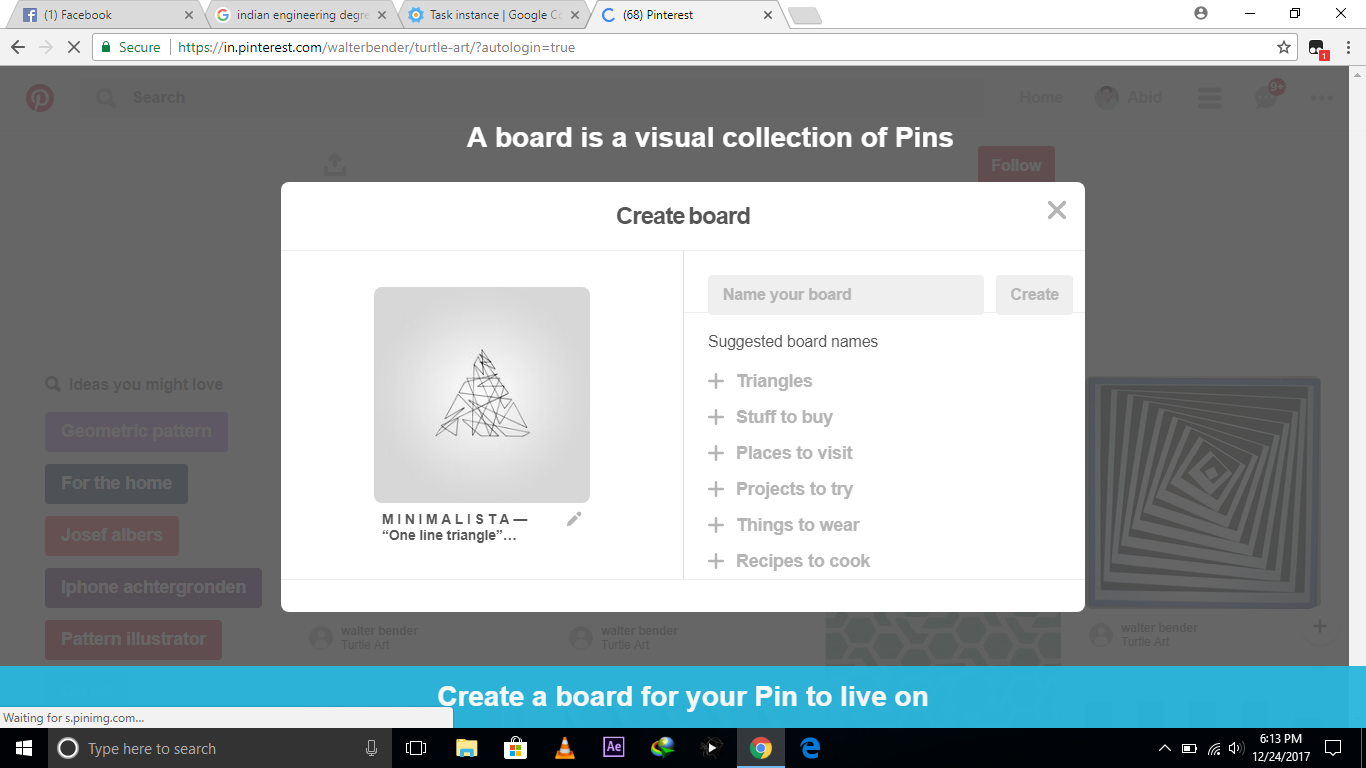 (1) Facebook
indian engineering degre
Task instance | Google Co
(68) Pinterest
Secure
https://in.pinterest.com/walterbender/turtle-art/?autologin=true
1
Search
Home
Abid
9+
A board is a visual collection of Pins
Follow
Create board
Name your board
Create
Suggested board names
Triangles
Stuff to buy
Places to visit
Projects to try
Things to wear
Recipes to cook
M I N I M A L I S T A —
“One line triangle”…
Ideas you might love
Geometric pattern
For the home
Josef albers
Iphone achtergronden
Pattern illustrator
walter bender
Turtle Art
walter bender
Turtle Art
walter bender
Turtle Art
Create a board for your Pin to live on
Waiting for s.pinimg.com...
Type here to search
Ae
6:13 PM
12/24/2017